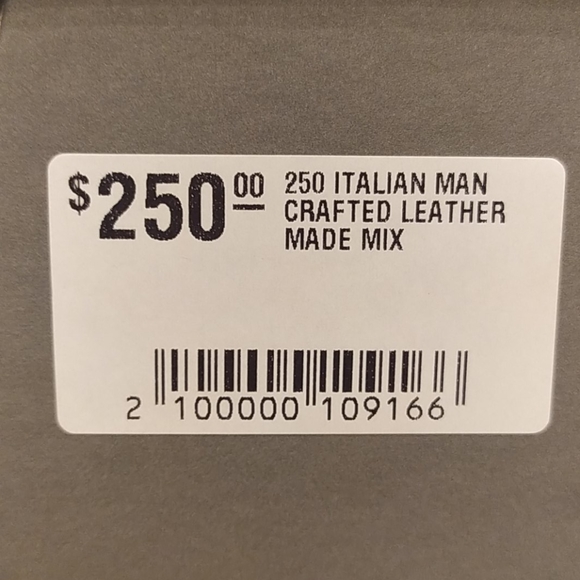 $250 00 250 ITALIAN MAN
CRAFTED LEATHER
MADE MIX
2 100000 109166